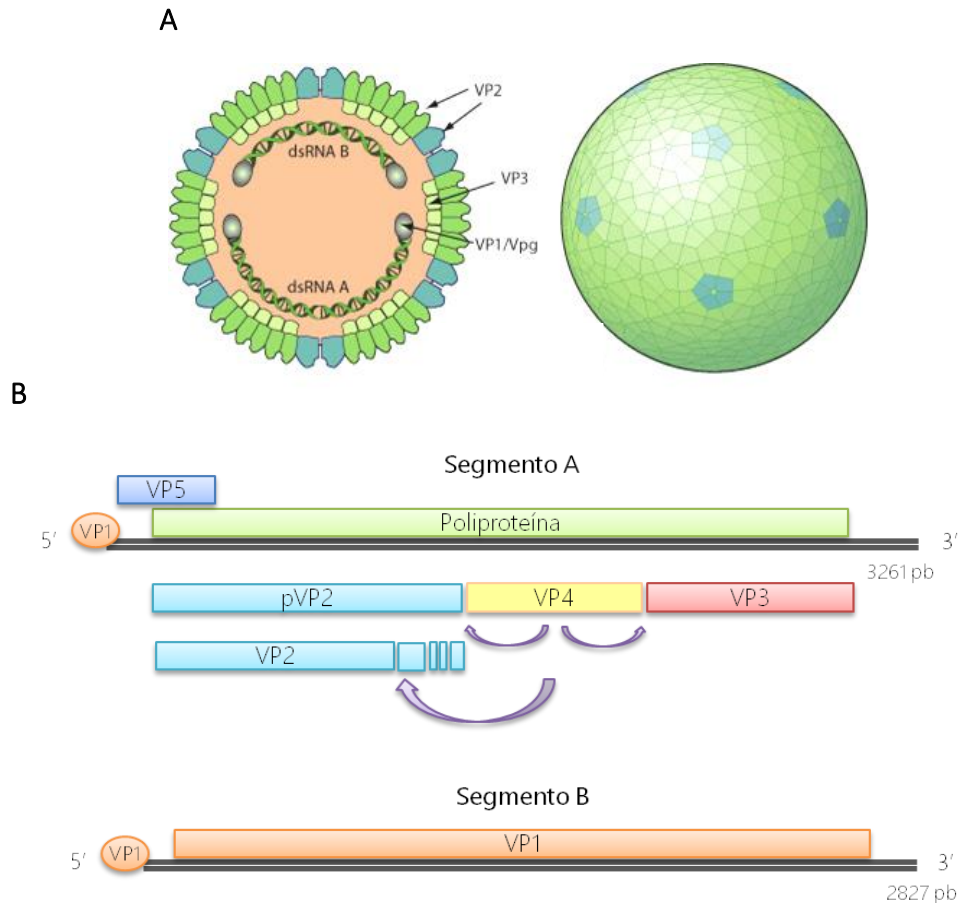 A
VP2
dsRNA B
VP3
VP1/Vpg
dsRNA A
B
Segmento A
VP5
Poliproteína
VP1
5′
3′
3261 pb
pVP2
VP4
VP3
VP2
Segmento B
VP1
VP1
5′
3′
2827 pb